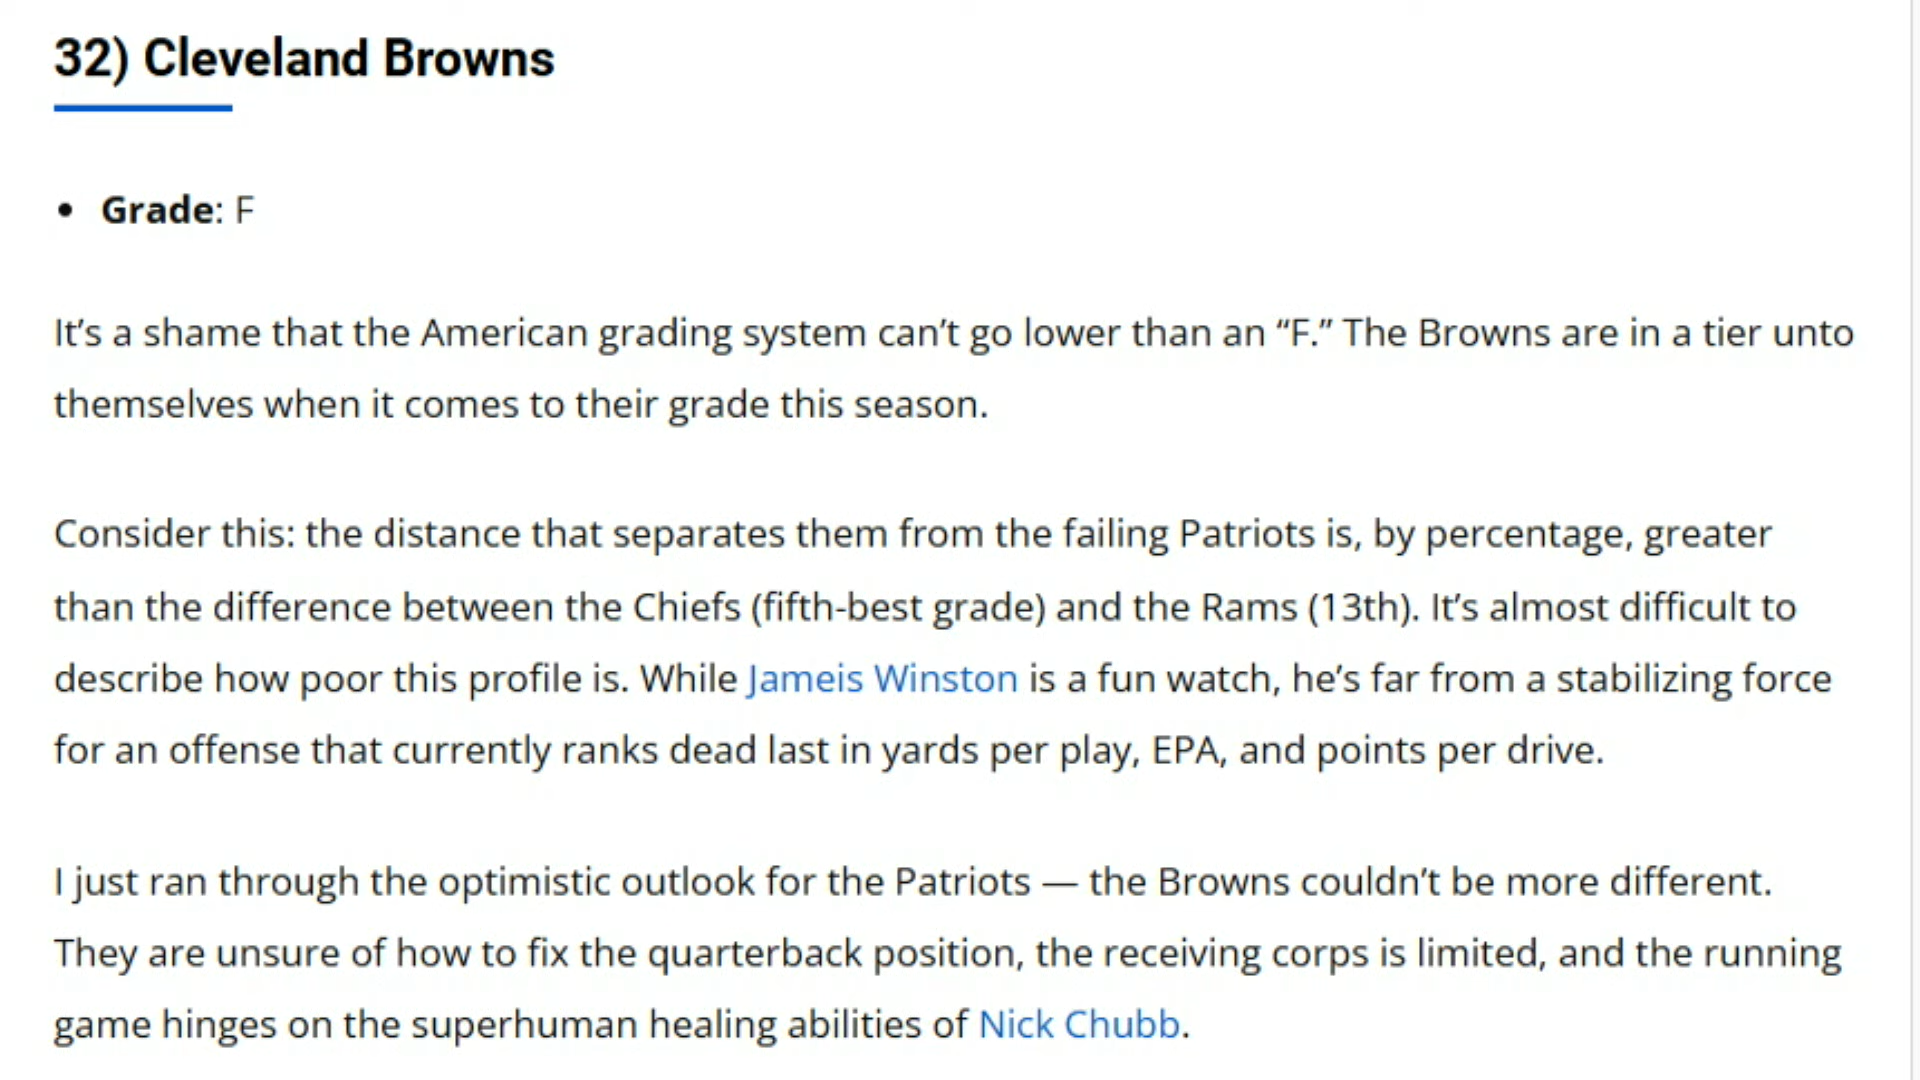 32) Cleveland Browns
• Grade: F
It’s a shame that the American grading system can’t go lower than an “F.” The Browns are in a tier unto
themselves when it comes to their grade this season.
Consider this: the distance that separates them from the failing Patriots is, by percentage, greater
than the difference between the Chiefs (fifth-best grade) and the Rams (13th). It’s almost difficult to
describe how poor this profile is. While Jameis Winston is a fun watch, he’s far from a stabilizing force
for an offense that currently ranks dead last in yards per play, EPA, and points per drive.
I just ran through the optimistic outlook for the Patriots — the Browns couldn’t be more different.
They are unsure of how to fix the quarterback position, the receiving corps is limited, and the running
game hinges on the superhuman healing abilities of Nick Chubb.